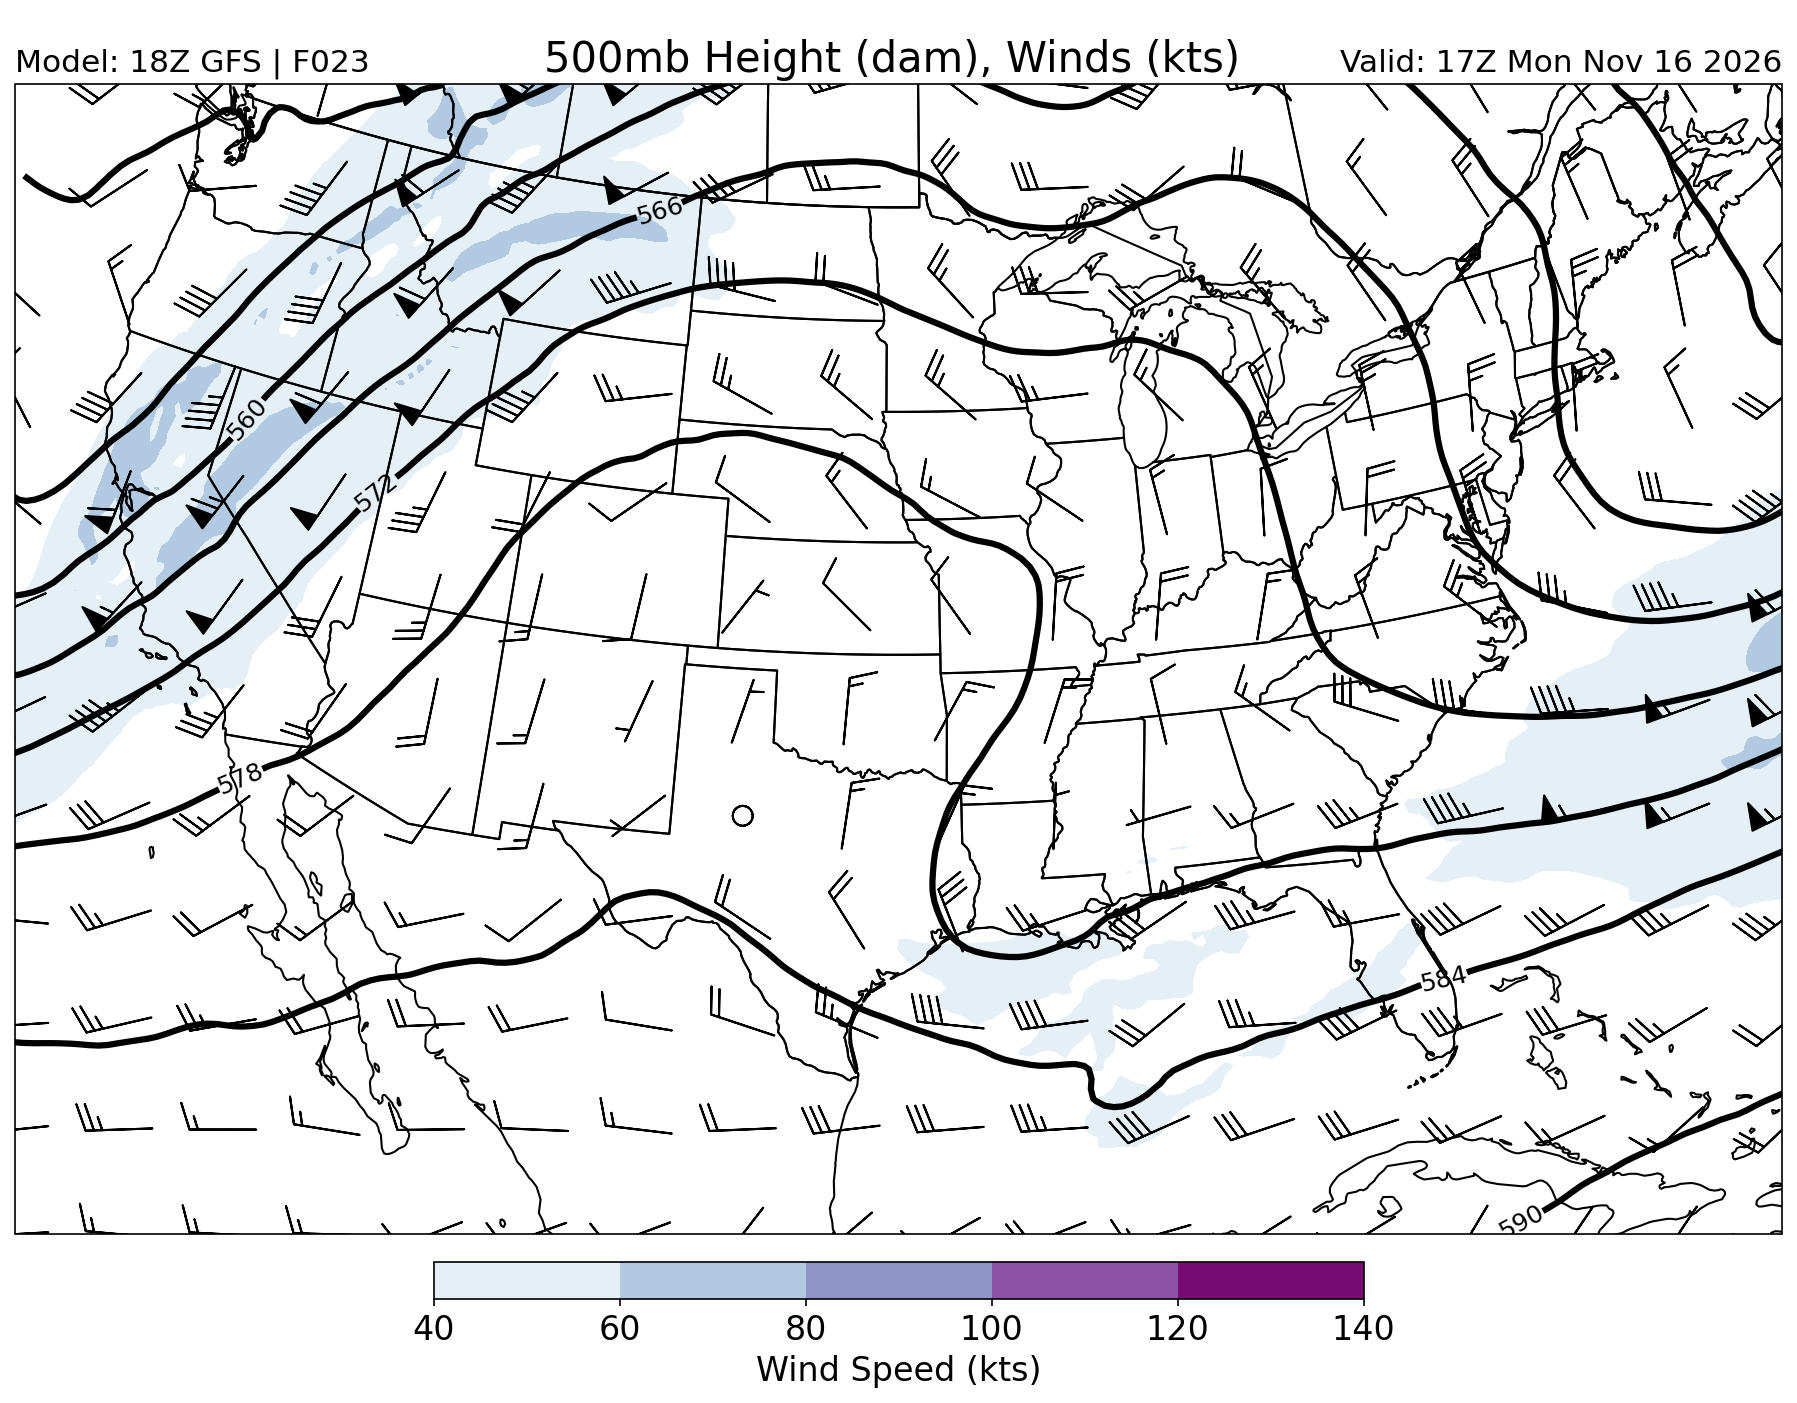 Model: 18Z GFS | F023
500mb Height (dam), Winds (kts)
Valid: 17Z Mon Nov 16 2026
566
560
572
578
584
590
40 60 80 100 120 140
Wind Speed (kts)